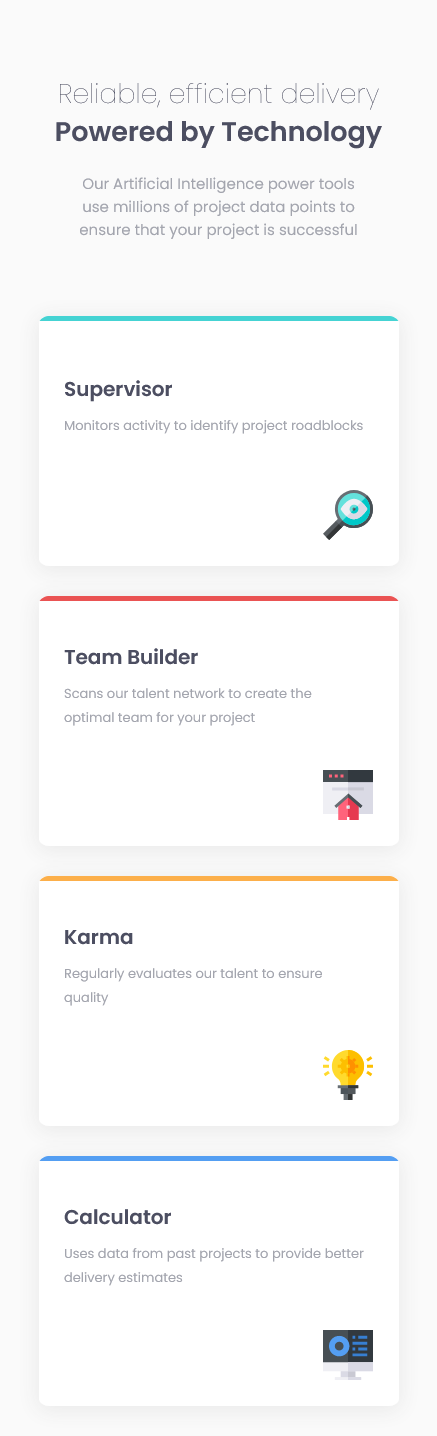 Reliable, efficient delivery
Powered by Technology
Our Artificial Intelligence power tools
use millions of project data points to
ensure that your project is successful
Supervisor
Monitors activity to identify project roadblocks
Team Builder
Scans our talent network to create the
optimal team for your project
Karma
Regularly evaluates our talent to ensure
quality
Calculator
Uses data from past projects to provide better
delivery estimates